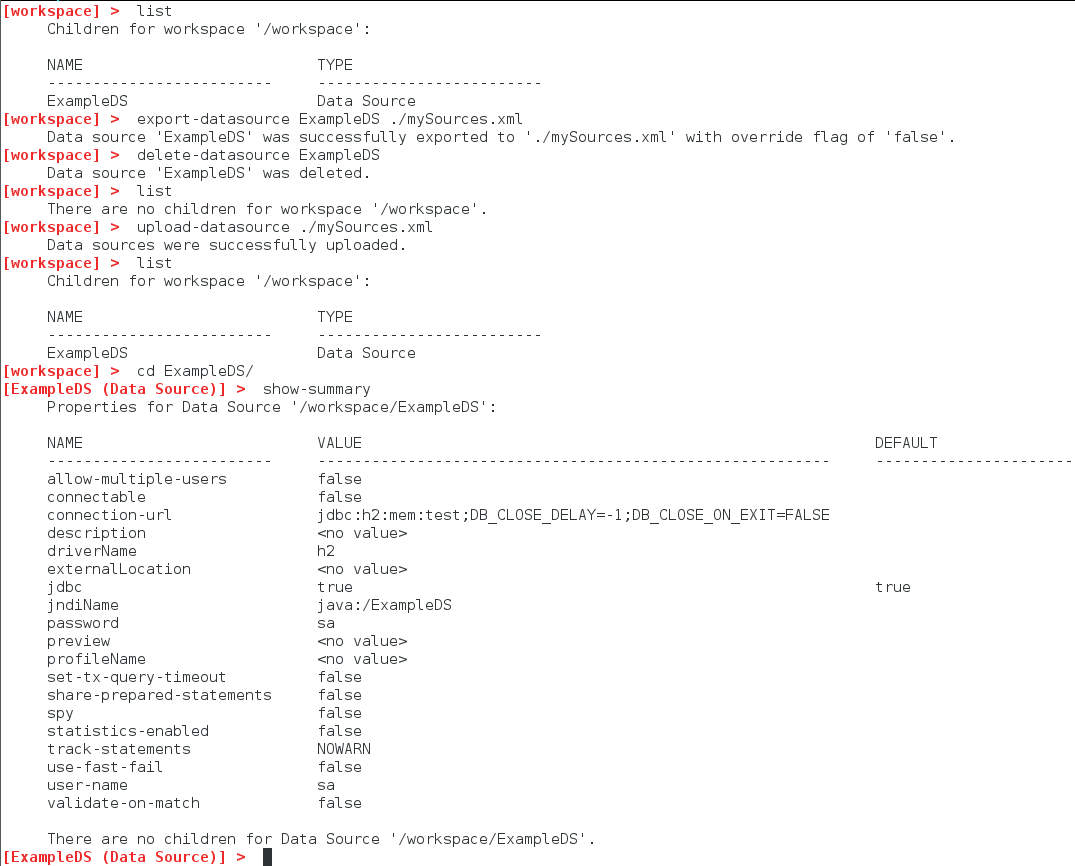 [workspace] > list
Children for workspace '/workspace':
NAME TYPE
------------------------- -------------------------
ExampleDS Data Source
[workspace] > export-datasource ExampleDS ./mySources.xml
Data source 'ExampleDS' was successfully exported to './mySources.xml' with override flag of 'false'.
[workspace] > delete-datasource ExampleDS
Data source 'ExampleDS' was deleted.
[workspace] > list
There are no children for workspace '/workspace'.
[workspace] > upload-datasource ./mySources.xml
Data sources were successfully uploaded.
[workspace] > list
Children for workspace '/workspace':
NAME TYPE
------------------------- -------------------------
ExampleDS Data Source
[workspace] > cd ExampleDS/
[ExampleDS (Data Source)] > show-summary
Properties for Data Source '/workspace/ExampleDS':
NAME VALUE DEFAULT
------------------------- --------------------------------------------------------- ----------------------
allow-multiple-users false
connectable false
connection-url jdbc:h2:mem:test;DB_CLOSE_DELAY=-1;DB_CLOSE_ON_EXIT=FALSE
description <no value>
driverName h2
externalLocation <no value>
jdbc true true
jndiName java:/ExampleDS
password sa
preview <no value>
profileName <no value>
set-tx-query-timeout false
share-prepared-statements false
spy false
statistics-enabled false
track-statements NOWARN
use-fast-fail false
user-name sa
validate-on-match false
There are no children for Data Source '/workspace/ExampleDS'.
[ExampleDS (Data Source)] >